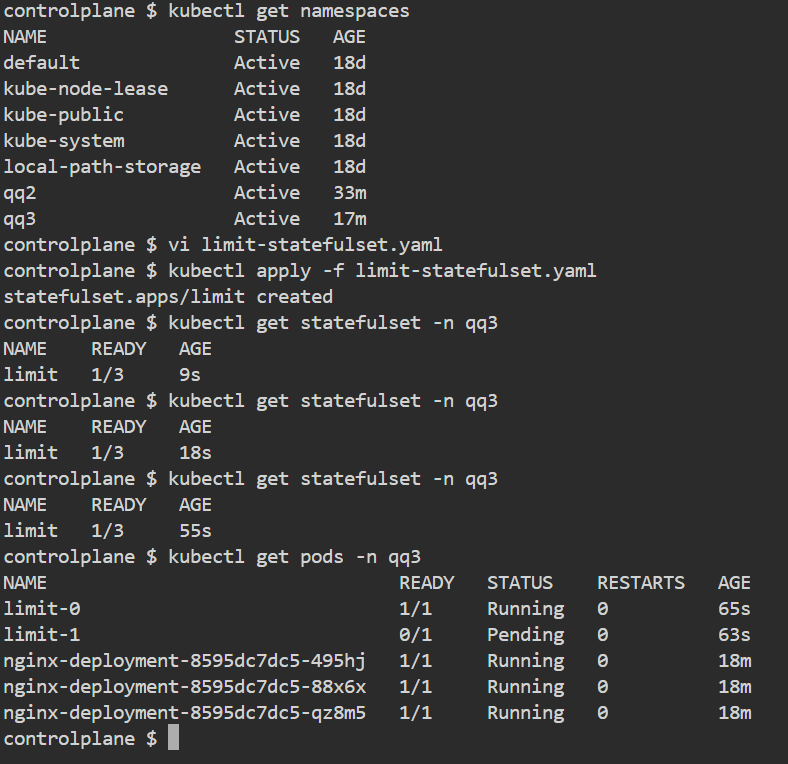 controlplane $ kubectl get namespaces
NAME                 STATUS   AGE
default              Active   18d
kube-node-lease      Active   18d
kube-public          Active   18d
kube-system          Active   18d
local-path-storage   Active   18d
qq2                  Active   33m
qq3                  Active   17m
controlplane $ vi limit-statefulset.yaml
controlplane $ kubectl apply -f limit-statefulset.yaml
statefulset.apps/limit created
controlplane $ kubectl get statefulset -n qq3
NAME    READY   AGE
limit   1/3     9s
controlplane $ kubectl get statefulset -n qq3
NAME    READY   AGE
limit   1/3     18s
controlplane $ kubectl get statefulset -n qq3
NAME    READY   AGE
limit   1/3     55s
controlplane $ kubectl get pods -n qq3
NAME                                READY   STATUS    RESTARTS   AGE
limit-0                             1/1     Running   0          65s
limit-1                             0/1     Pending   0          63s
nginx-deployment-8595dc7dc5-495hj   1/1     Running   0          18m
nginx-deployment-8595dc7dc5-88x6x   1/1     Running   0          18m
nginx-deployment-8595dc7dc5-qz8m5   1/1     Running   0          18m
controlplane $